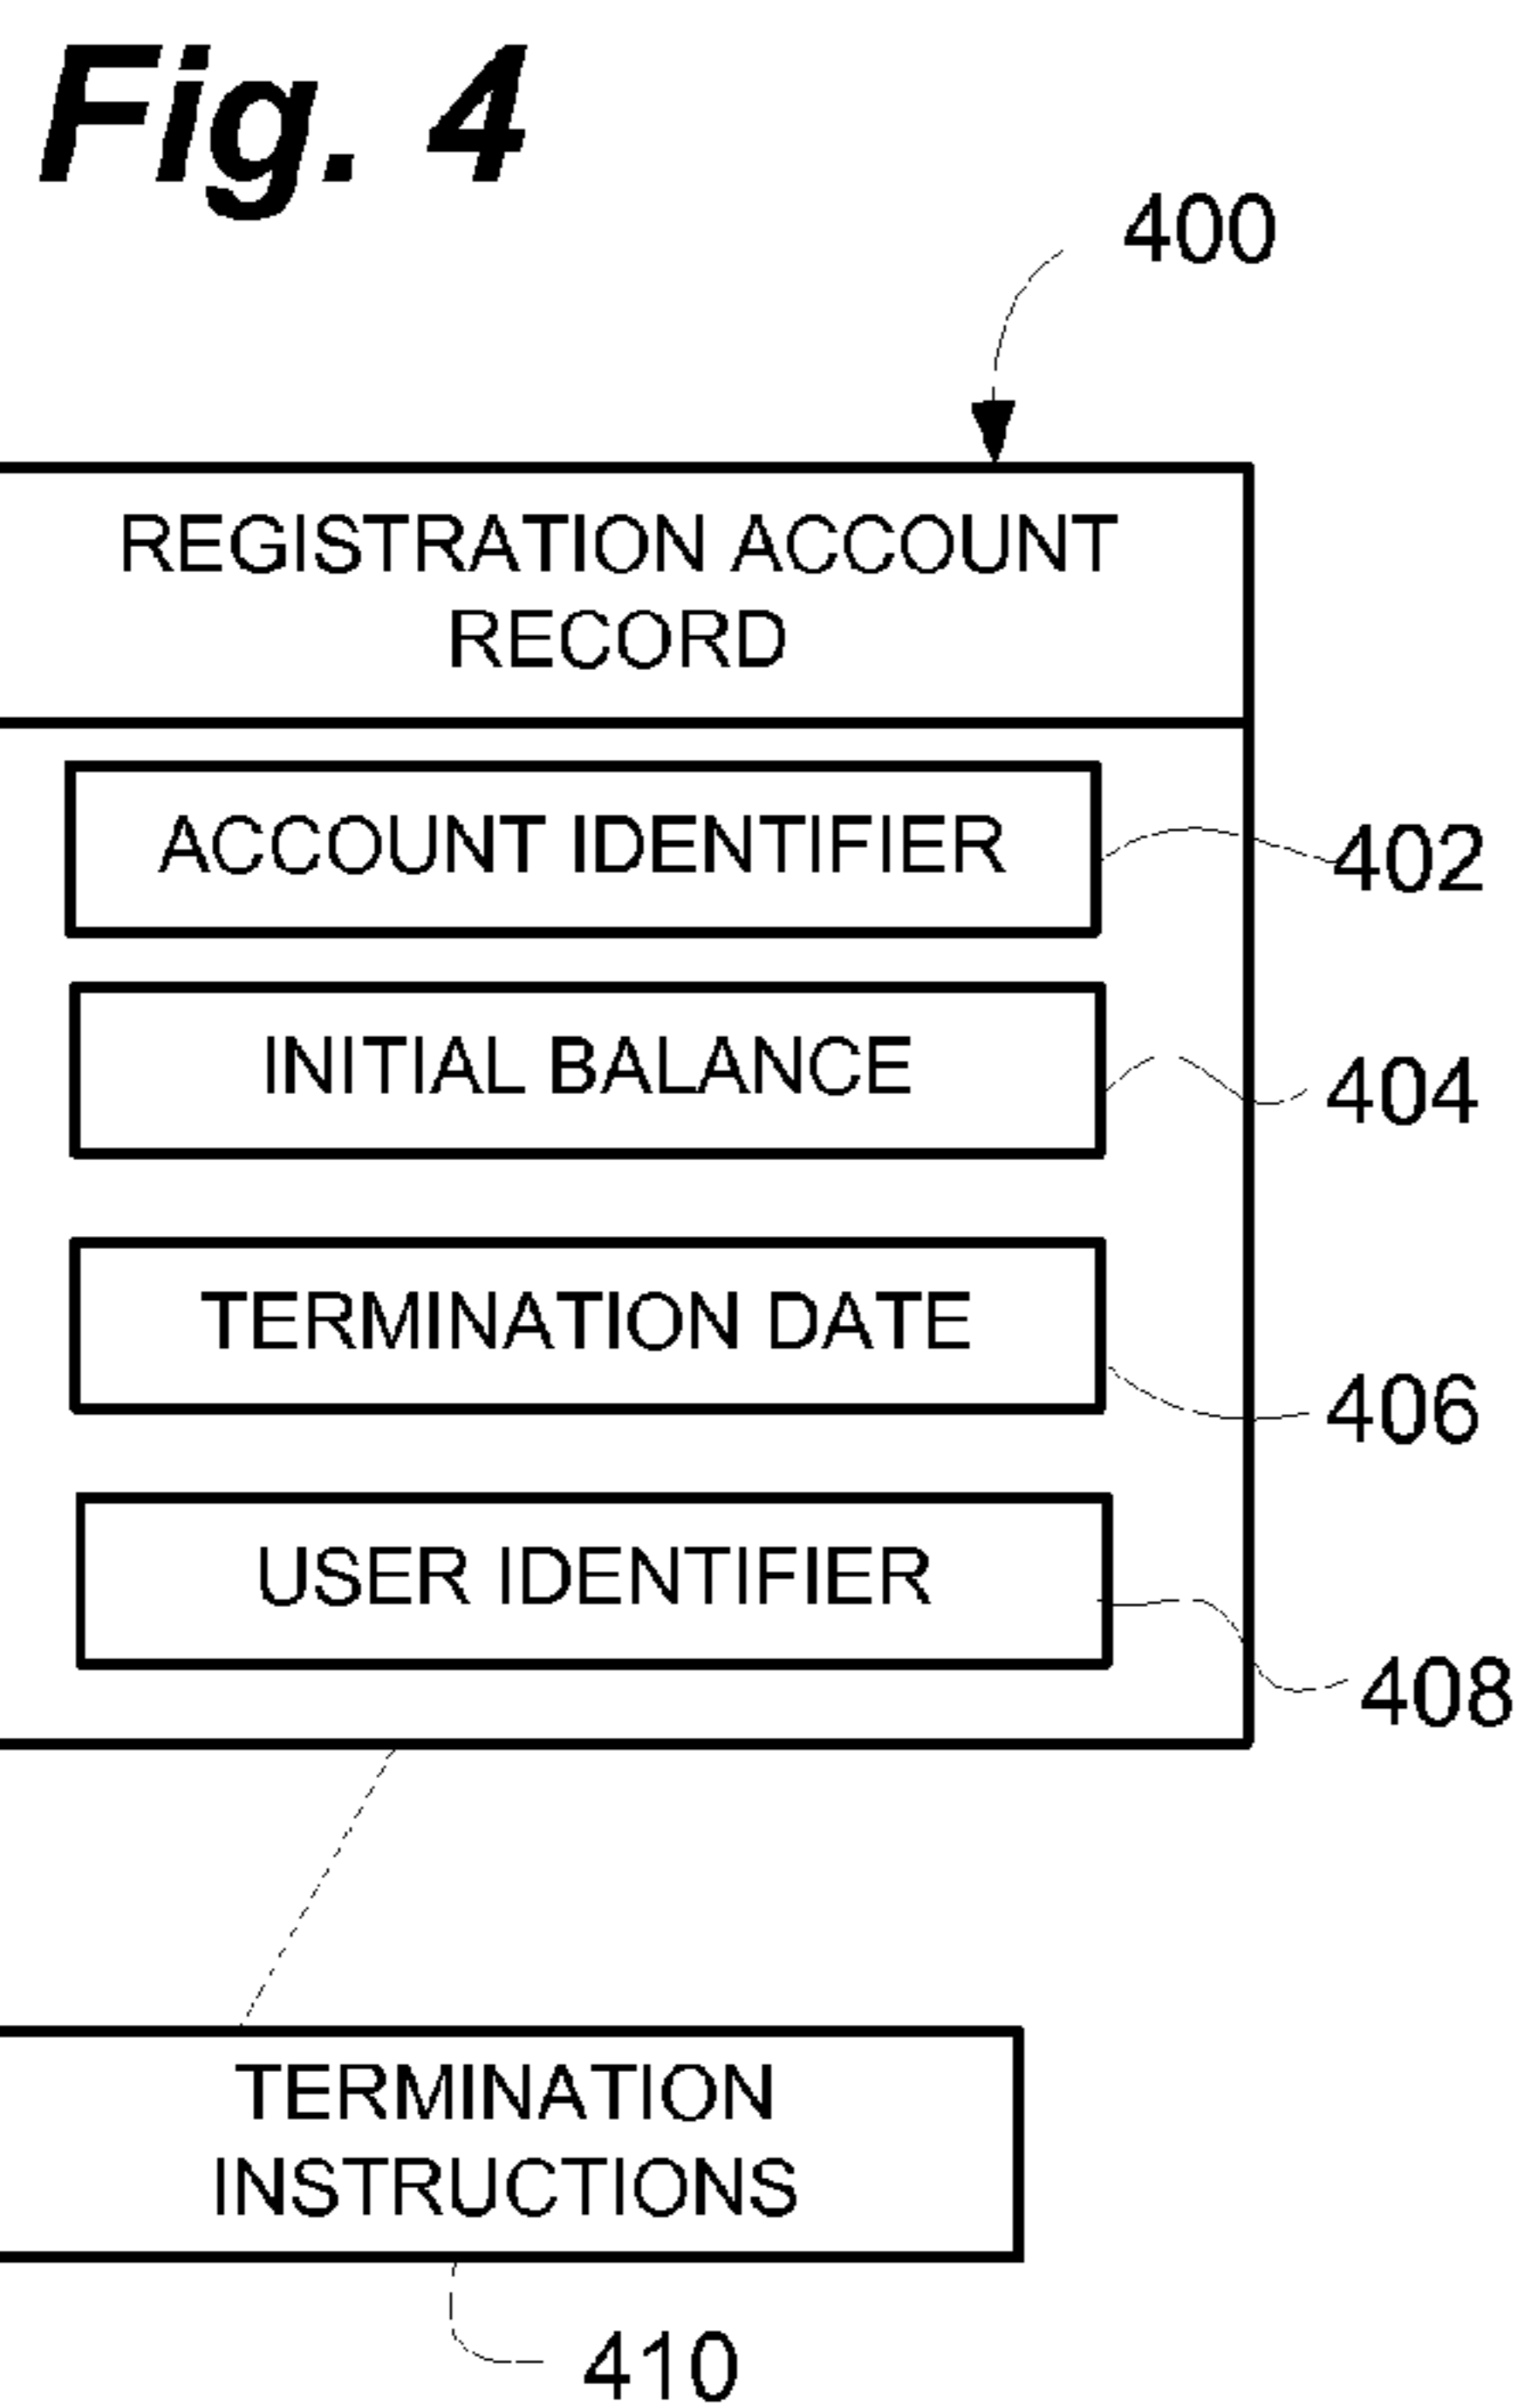 Fig. 4
400
REGISTRATION ACCOUNT
RECORD
ACCOUNT IDENTIFIER
402
INITIAL BALANCE
404
TERMINATION DATE
406
USER IDENTIFIER
408
TERMINATION
INSTRUCTIONS
410